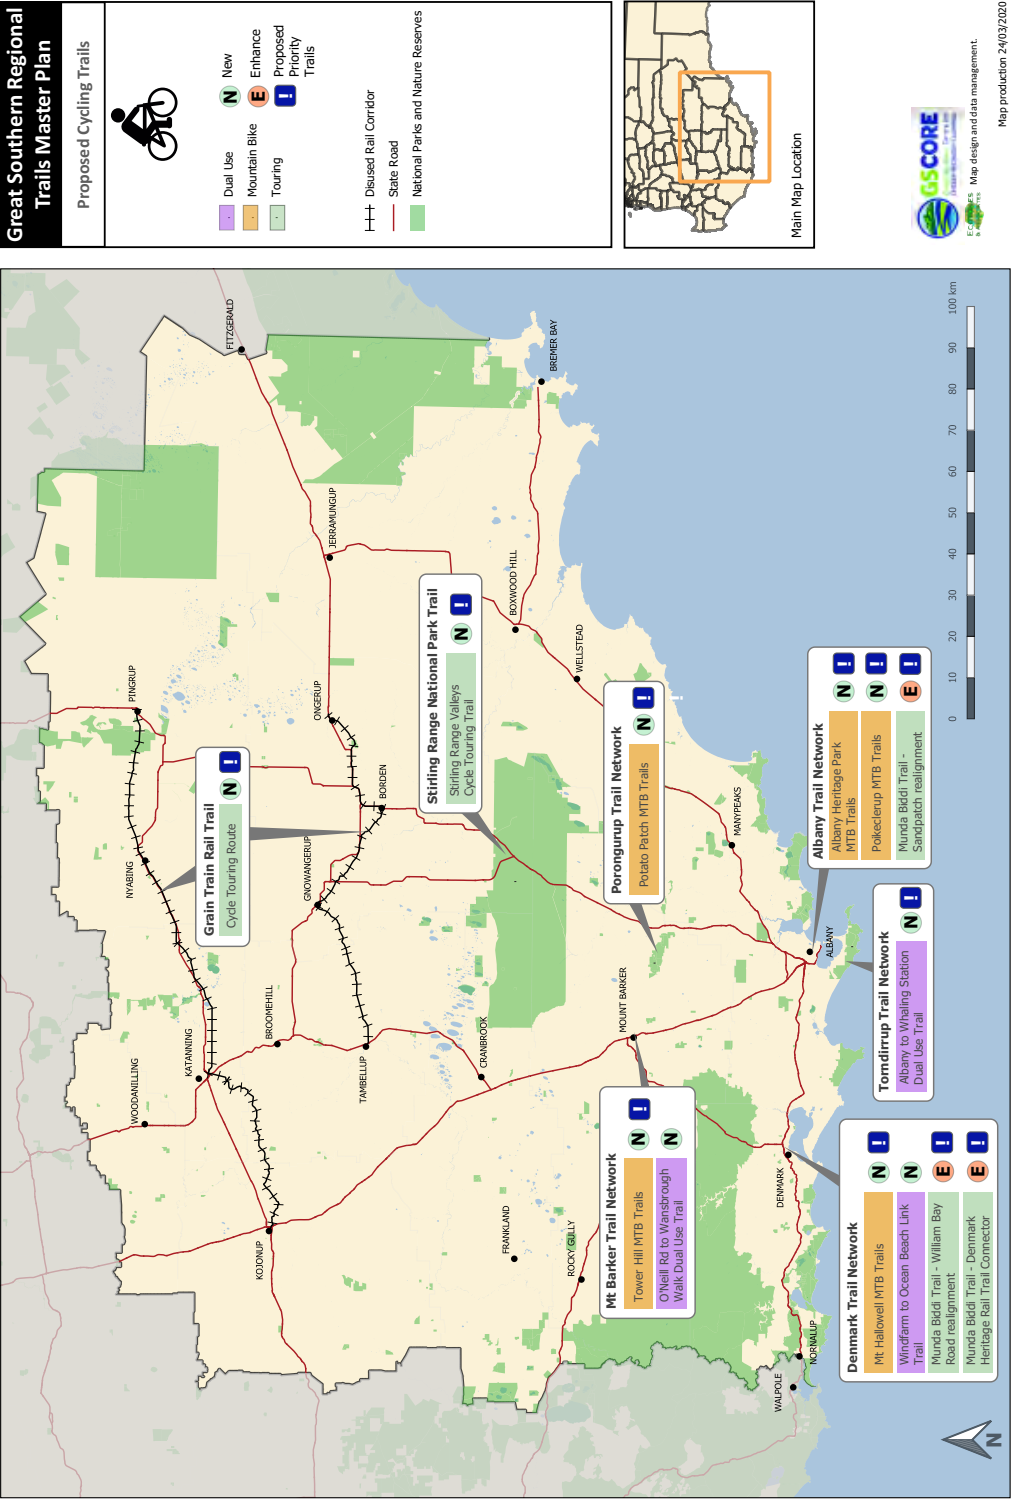 Great Southern Regional
Trails Master Plan
Proposed Cycling Trails
Dual Use
Mountain Bike
Touring
N New
E Enhance
! Proposed
Priority
Trails
Disused Rail Corridor
State Road
National Parks and Nature Reserves
Main Map Location
GSCORE
Map design and data management.
Map production 24/03/2020
FITZGERALD
BREMER BAY
JERRAMUNGUP
BOXWOOD HILL
WELLSTEAD
PINGRUP
ONGERUP
BORDEN
NYABING
GNOWANGERUP
MANYPEAKS
ALBANY
MOUNT BARKER
CRANBROOK
TAMBELLUP
BROOMEHILL
KATANNING
WOODANILLING
KOJONUP
FRANKLAND
ROCKY GULLY
DENMARK
NORNALUP
WALPOLE
Grain Train Rail Trail
Cycle Touring Route
N !
Stirling Range National Park Trail
Stirling Range Valleys
Cycle Touring Trail
N !
Porongurup Trail Network
Potato Patch MTB Trails
N !
Albany Trail Network
Albany Heritage Park
MTB Trails
N !
Poikeclerup MTB Trails
N !
Munda Biddi Trail -
Sandpatch realignment
E !
Torndirrup Trail Network
Albany to Whaling Station
Dual Use Trail
N !
Mt Barker Trail Network
Tower Hill MTB Trails
N !
O'Neill Rd to Wansbrough
Walk Dual Use Trail
N
Denmark Trail Network
Mt Hallowell MTB Trails
N !
Windfarm to Ocean Beach Link
Trail
N
Munda Biddi Trail - William Bay
Road realignment
E !
Munda Biddi Trail - Denmark
Heritage Rail Trail Connector
E !
0 10 20 30 40 50 60 70 80 90 100 km
N